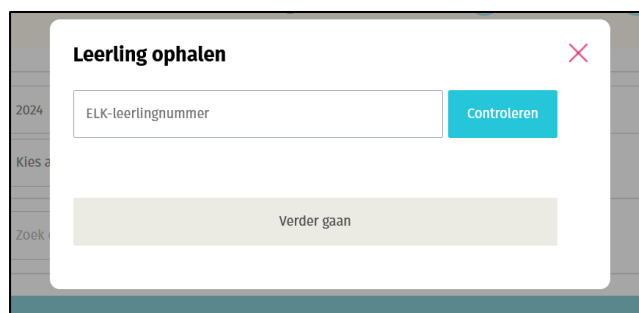 Leerling ophalen
2024
ELK-leerlingnummer
Controleren
Kies a
Verder gaan
Zoek